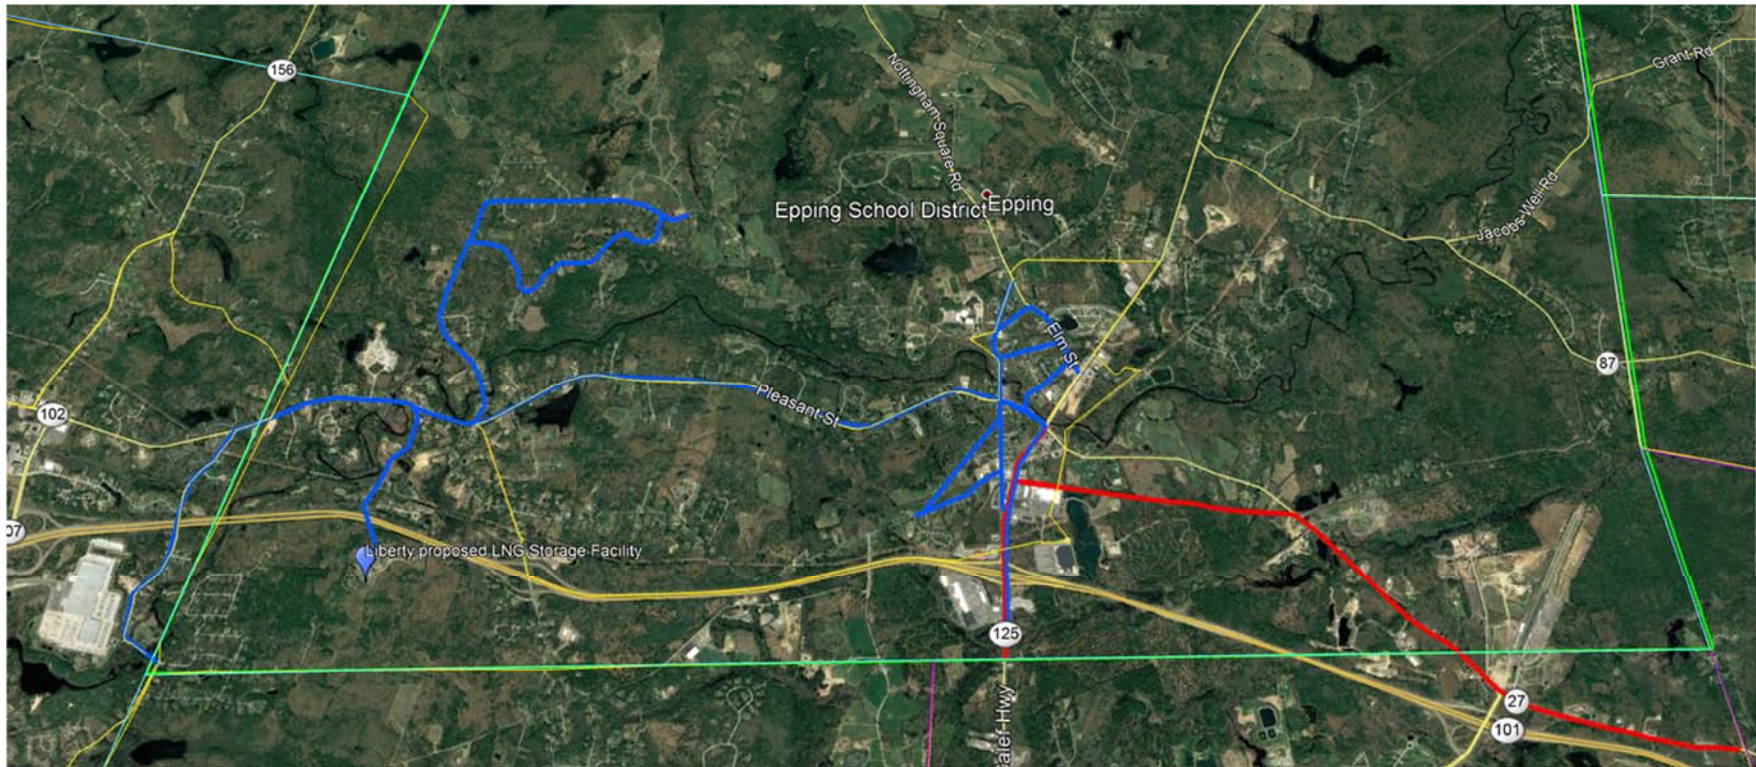 156
Nottingham Square Rd
Grant Rd
Epping School District
Epping
Jacobs Well Rd
Elm St
87
102
Pleasant St
07
Liberty proposed LNG Storage Facility
125
27
101
alef Hwy